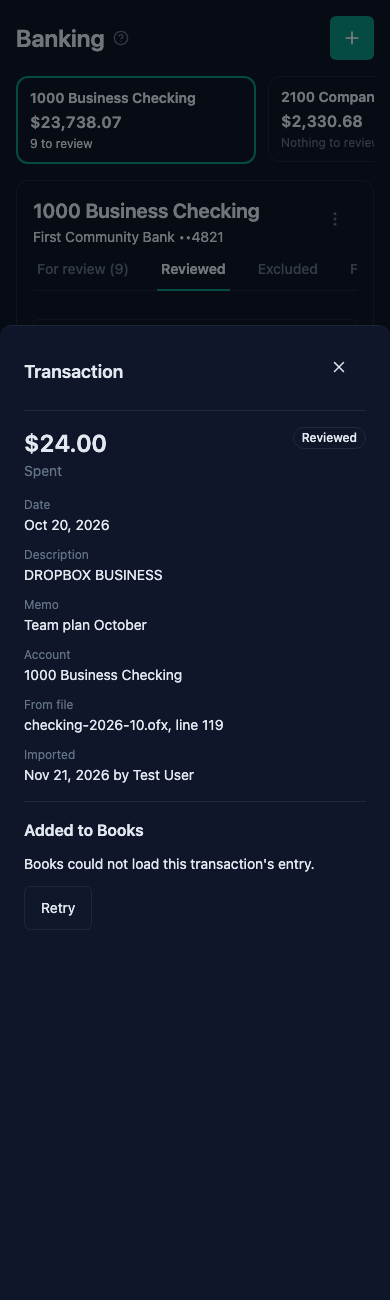 Banking
1000 Business Checking
$23,738.07
9 to review
2100 Compan
$2,330.68
Nothing to review
1000 Business Checking
First Community Bank ••4821
For review (9) Reviewed Excluded F
Transaction
$24.00
Reviewed
Spent
Date
Oct 20, 2026
Description
DROPBOX BUSINESS
Memo
Team plan October
Account
1000 Business Checking
From file
checking-2026-10.ofx, line 119
Imported
Nov 21, 2026 by Test User
Added to Books
Books could not load this transaction's entry.
Retry